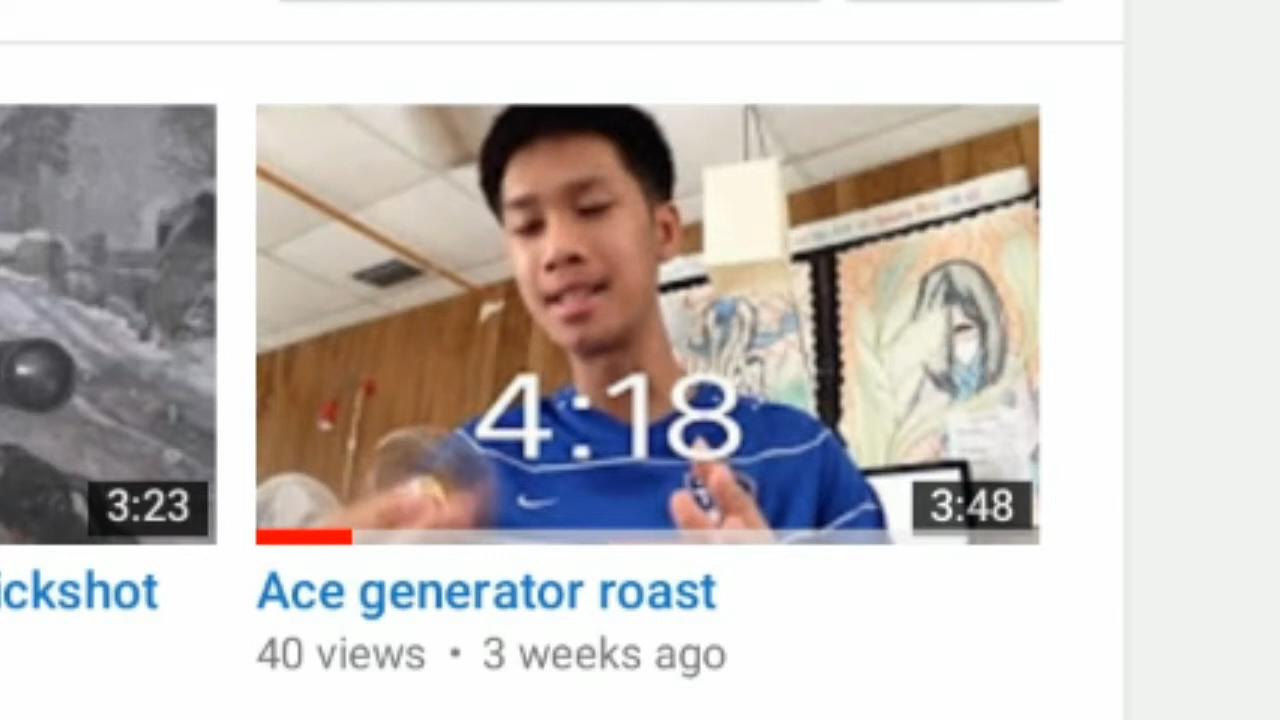 4:18
3:23
3:48
ickshot
Ace generator roast
40 views • 3 weeks ago